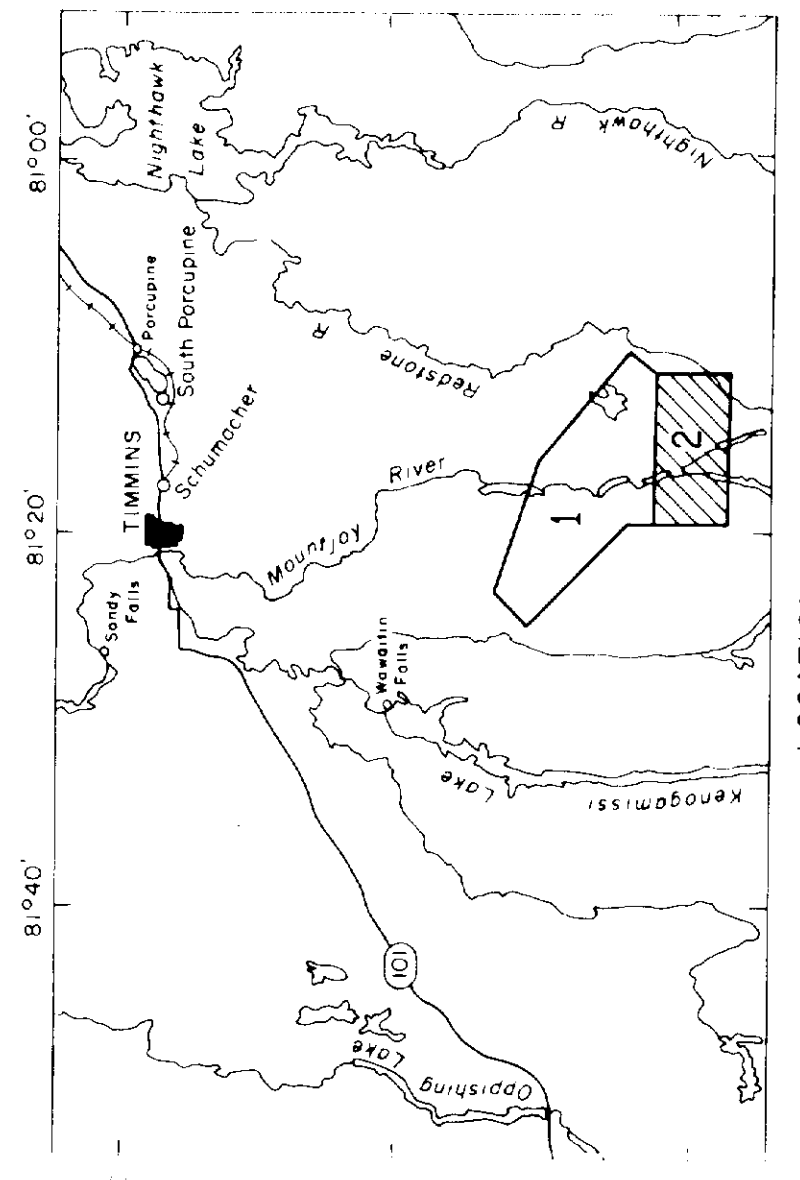 81°40'
81°20'
81°00'
TIMMINS
Sandy
Falls
Schumacher
South Porcupine
Porcupine
Nighthawk
Lake
Nighthawk
R
Redstone
R
Mountjoy
River
Wawaitin
Falls
Kenogamissi
Lake
101
Oppishing
Lake
1
2